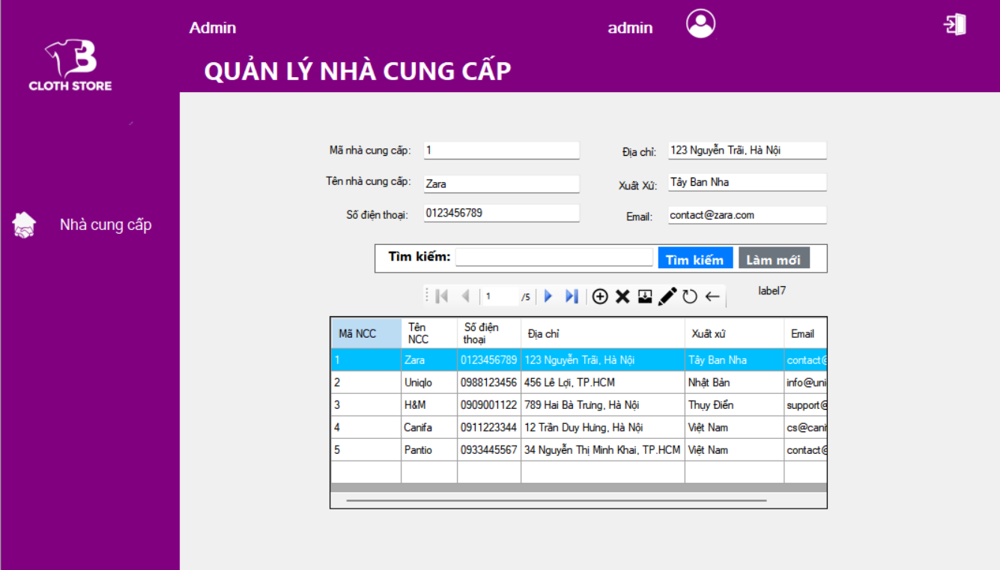 Admin
admin
B
CLOTH STORE
QUẢN LÝ NHÀ CUNG CẤP
Nhà cung cấp
Mã nhà cung cấp: 1
Địa chỉ: 123 Nguyễn Trãi, Hà Nội
Tên nhà cung cấp: Zara
Xuất Xứ: Tây Ban Nha
Số điện thoại: 0123456789
Email: contact@zara.com
Tìm kiếm: Tìm kiếm Làm mới
1 /5
label7
Mã NCC Tên NCC Số điện thoại Địa chỉ Xuất xứ Email
1 Zara 0123456789 123 Nguyễn Trãi, Hà Nội Tây Ban Nha contact@
2 Uniqlo 0988123456 456 Lê Lợi, TP.HCM Nhật Bản info@uni
3 H&M 0909001122 789 Hai Bà Trưng, Hà Nội Thụy Điển support@
4 Canifa 0911223344 12 Trần Duy Hưng, Hà Nội Việt Nam cs@cani
5 Pantio 0933445567 34 Nguyễn Thị Minh Khai, TP.HCM Việt Nam contact@